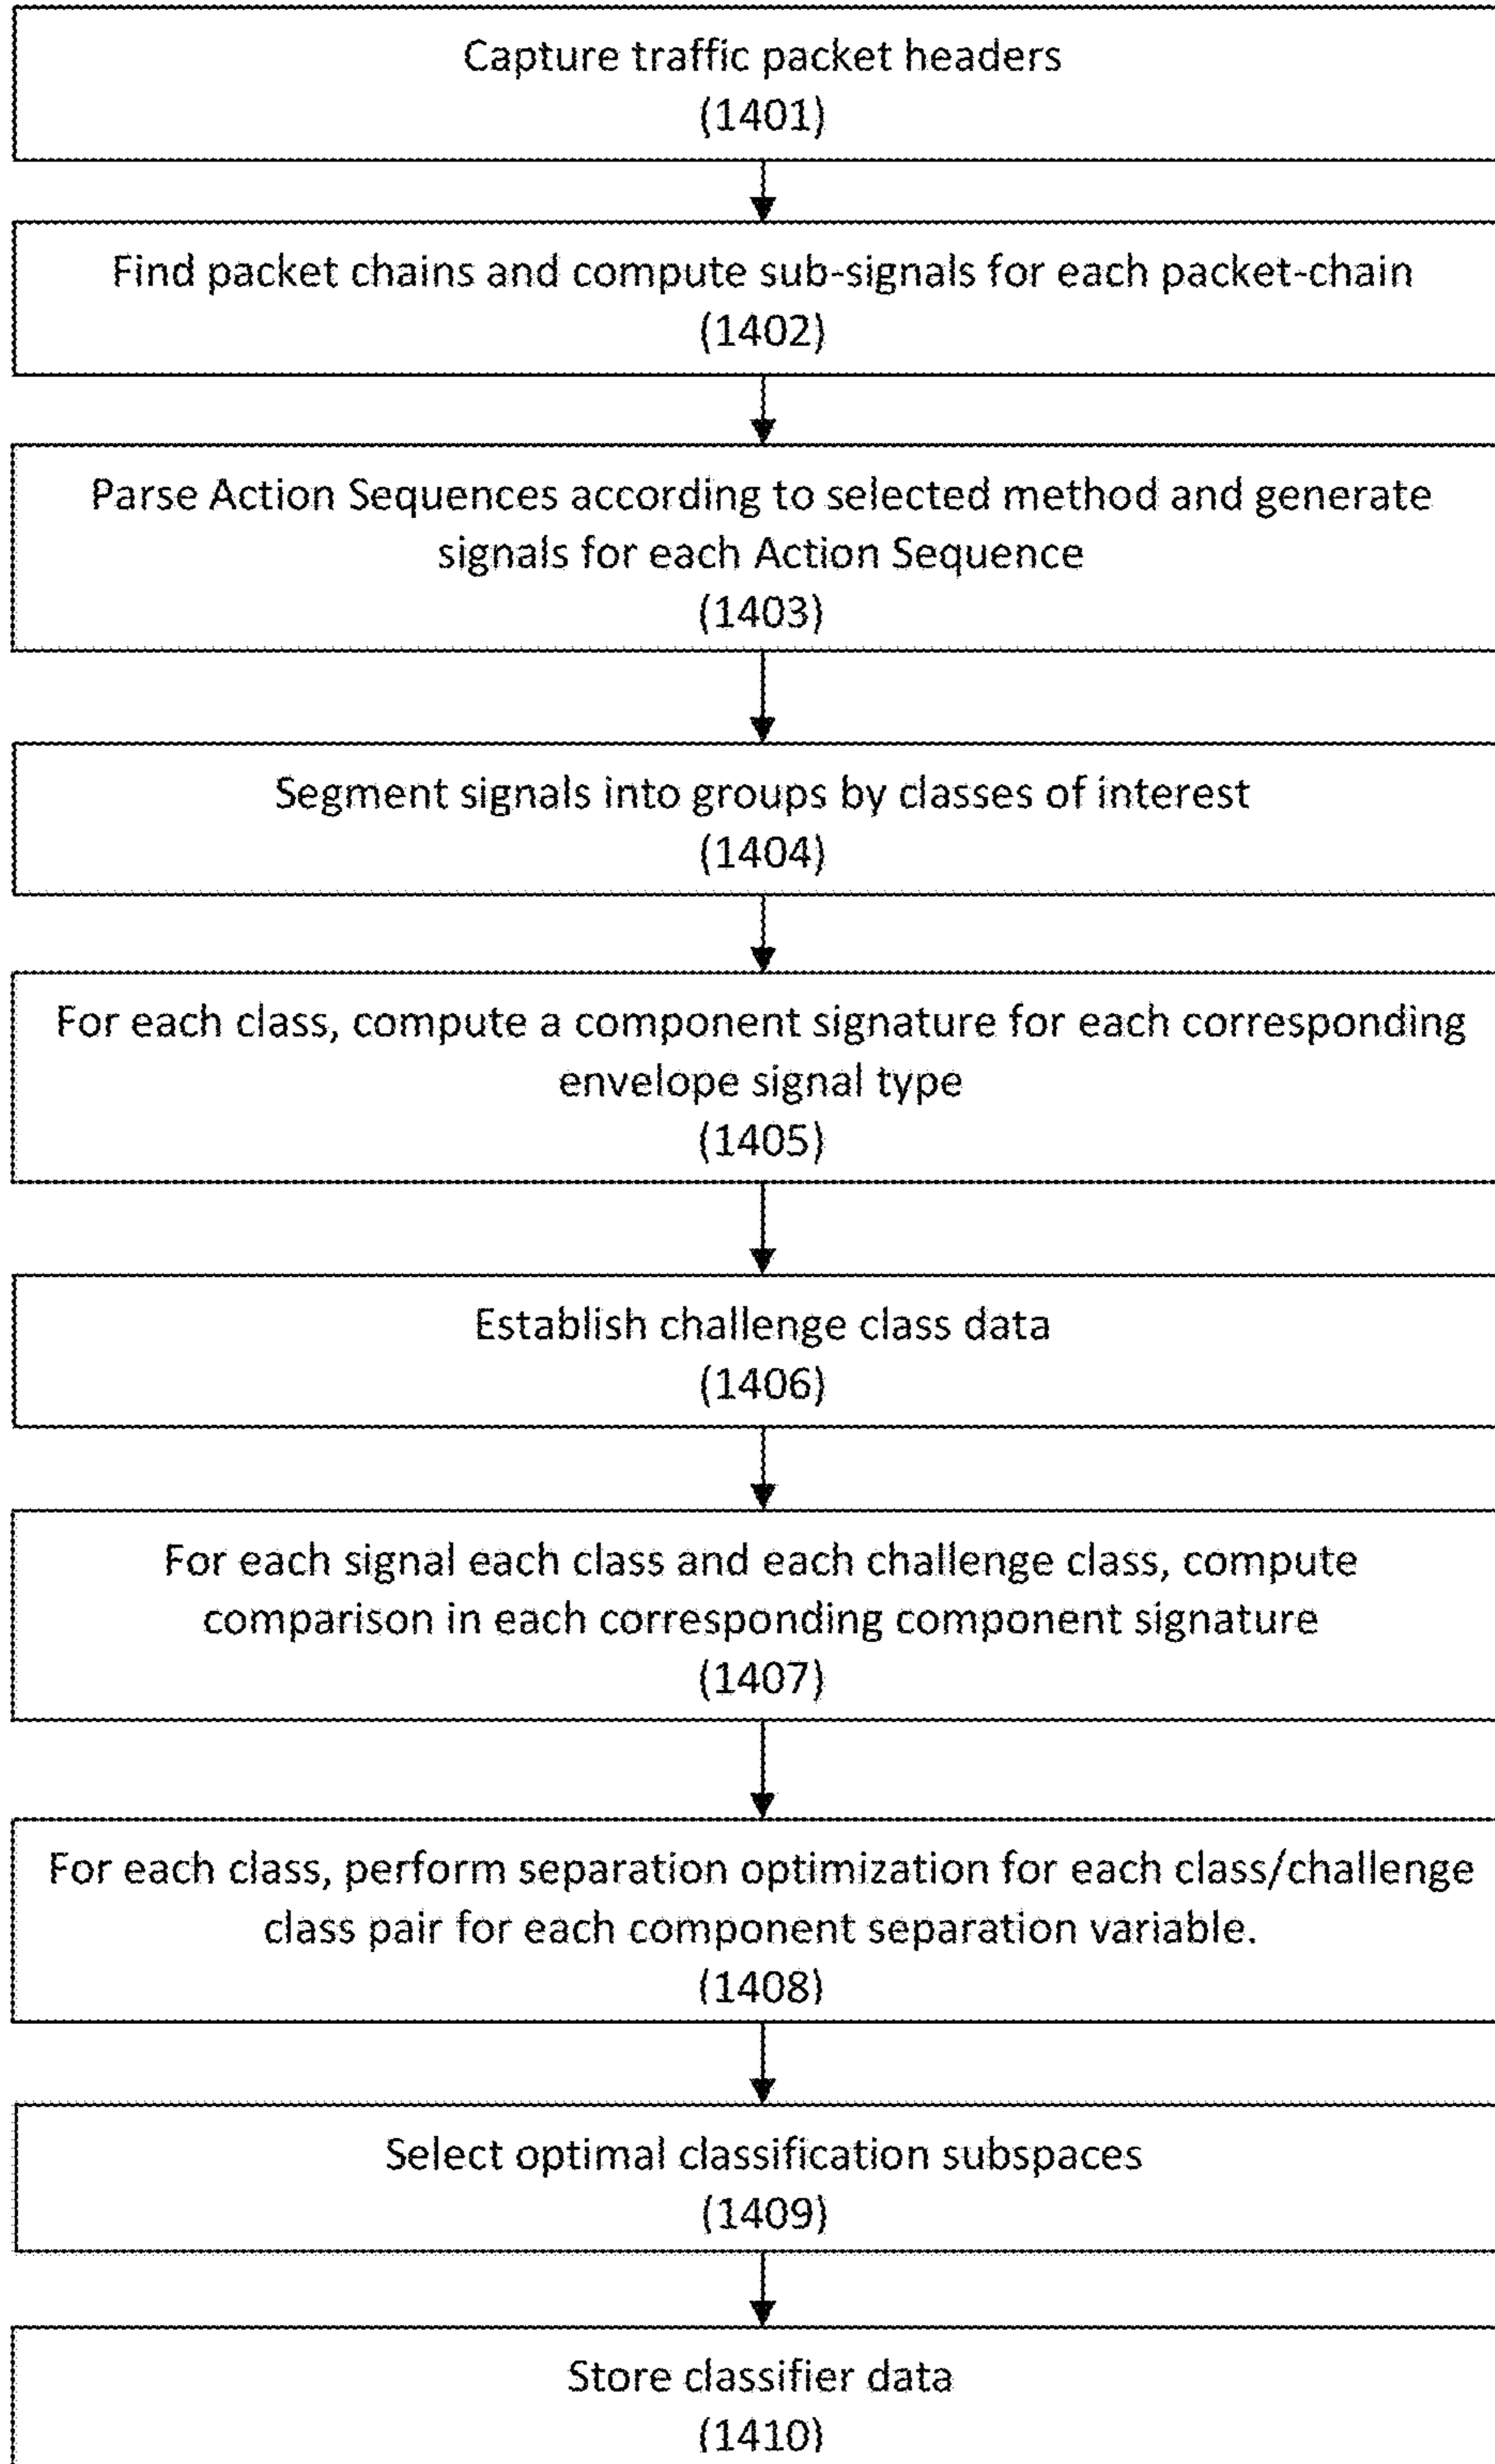 Capture traffic packet headers
(1401)
Find packet chains and compute sub-signals for each packet-chain
(1402)
Parse Action Sequences according to selected method and generate
signals for each Action Sequence
(1403)
Segment signals into groups by classes of interest
(1404)
For each class, compute a component signature for each corresponding
envelope signal type
(1405)
Establish challenge class data
(1406)
For each signal each class and each challenge class, compute
comparison in each corresponding component signature
(1407)
For each class, perform separation optimization for each class/challenge
class pair for each component separation variable.
(1408)
Select optimal classification subspaces
(1409)
Store classifier data
(1410)